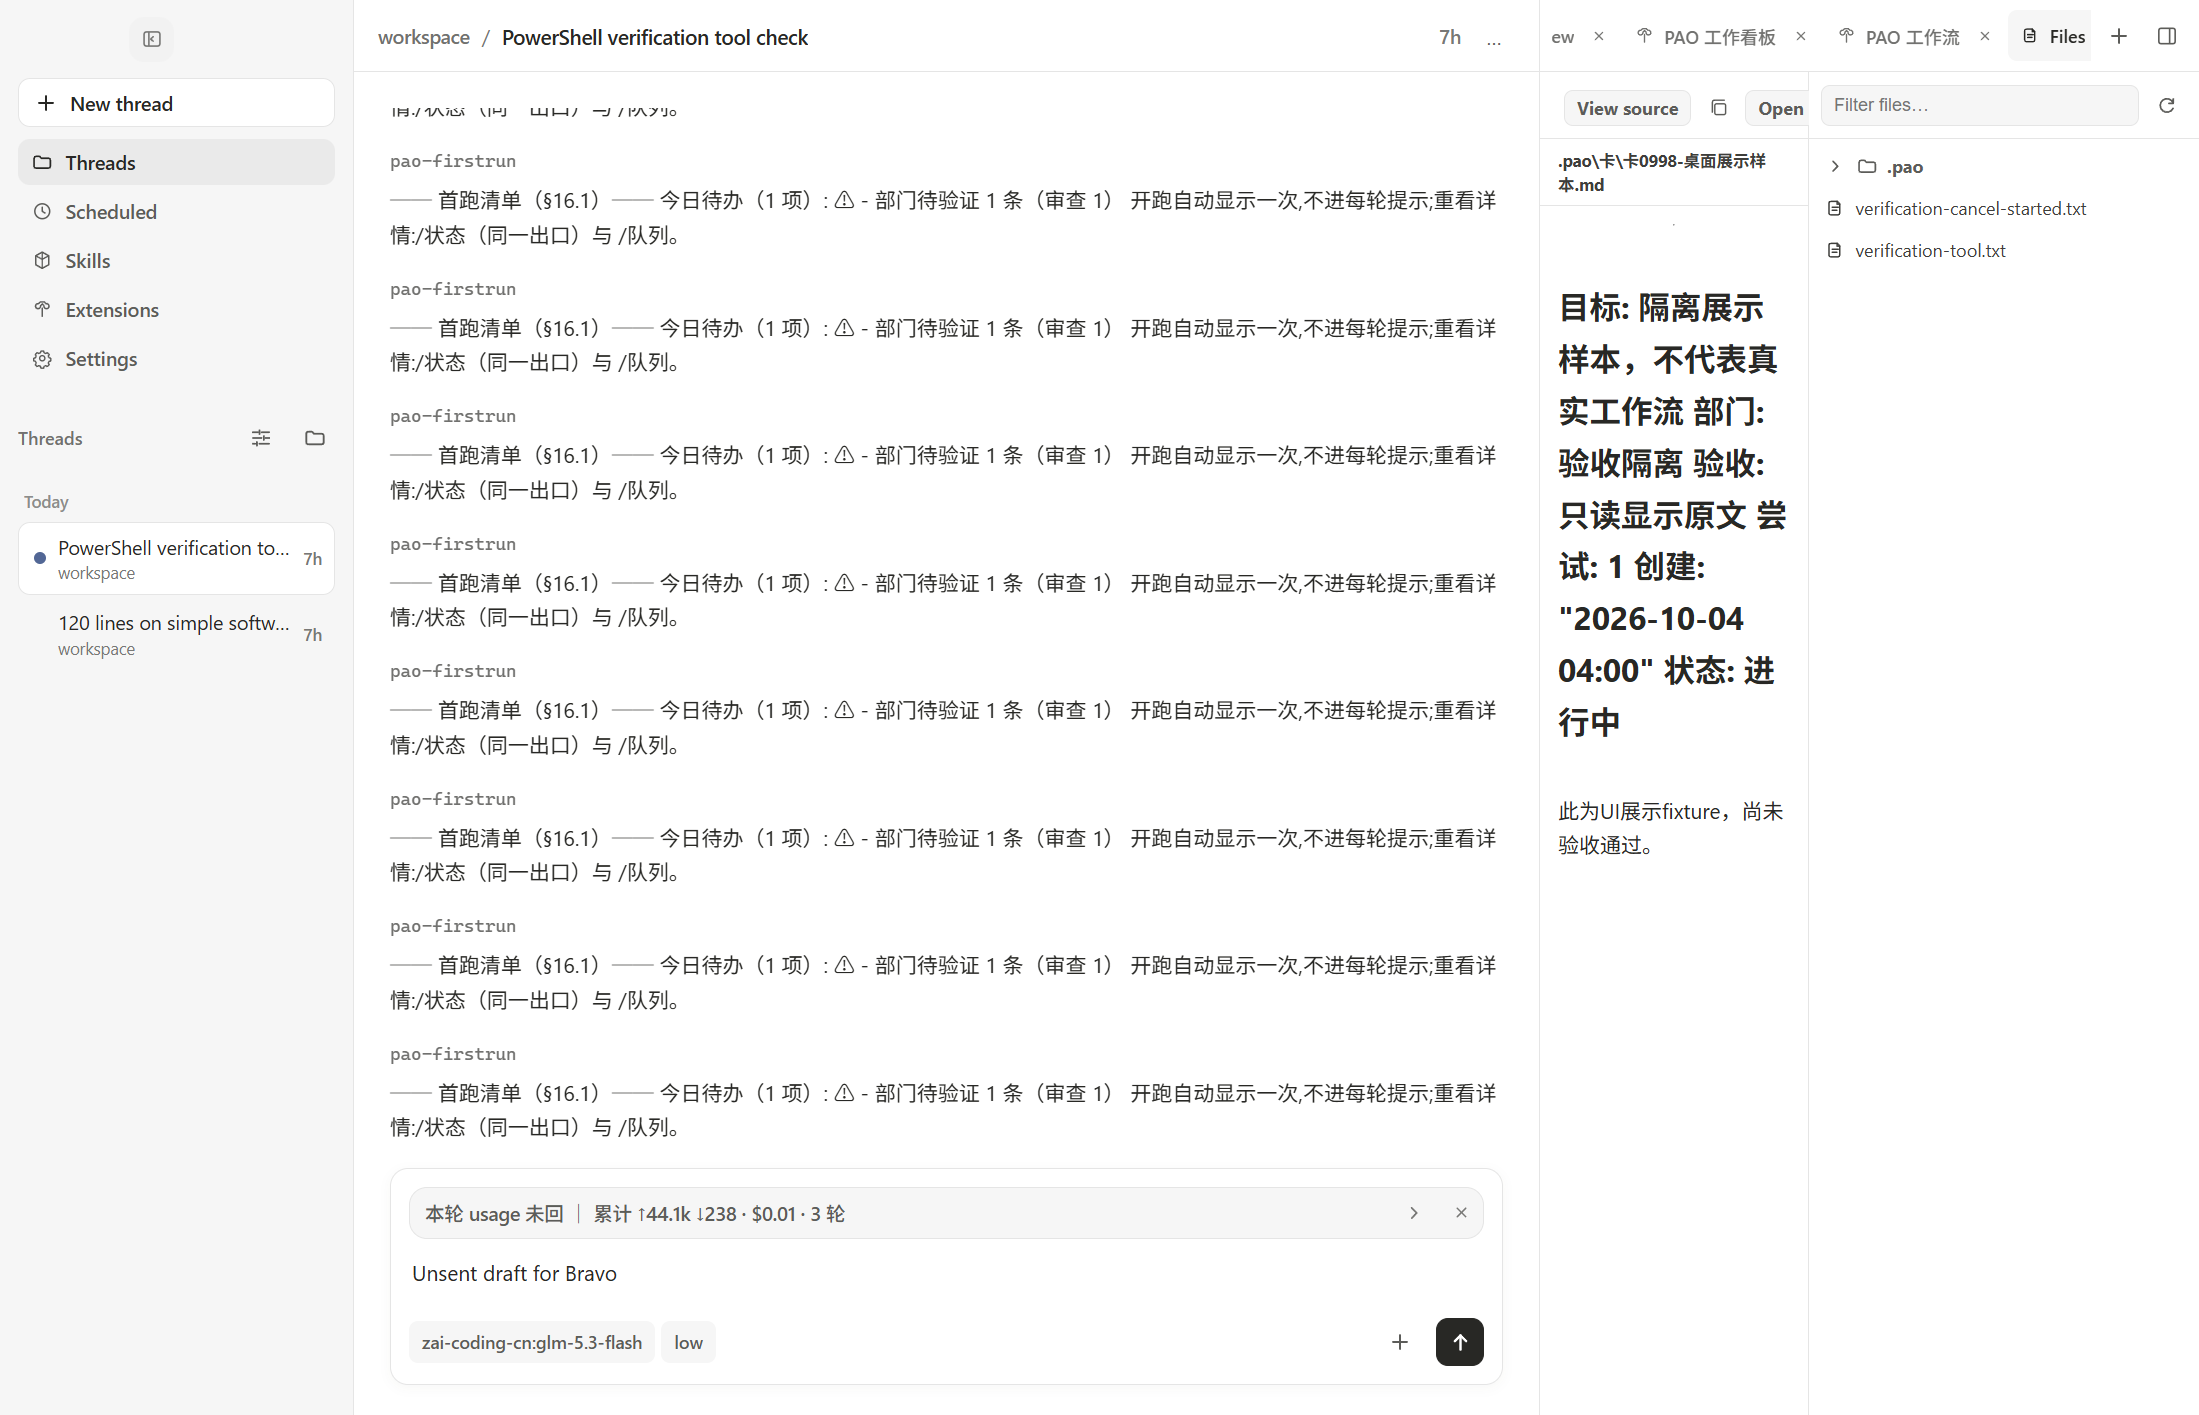 New thread
Threads
Scheduled
Skills
Extensions
Settings
Threads
Today
PowerShell verification to...
workspace
7h
120 lines on simple softw...
workspace
7h
workspace / PowerShell verification tool check
7h ...
情:/状态（同一出口）与 /队列。
pao-firstrun
—— 首跑清单（§16.1）—— 今日待办（1 项）: ⚠ - 部门待验证 1 条（审查 1） 开跑自动显示一次,不进每轮提示;重看详
情:/状态（同一出口）与 /队列。
pao-firstrun
—— 首跑清单（§16.1）—— 今日待办（1 项）: ⚠ - 部门待验证 1 条（审查 1） 开跑自动显示一次,不进每轮提示;重看详
情:/状态（同一出口）与 /队列。
pao-firstrun
—— 首跑清单（§16.1）—— 今日待办（1 项）: ⚠ - 部门待验证 1 条（审查 1） 开跑自动显示一次,不进每轮提示;重看详
情:/状态（同一出口）与 /队列。
pao-firstrun
—— 首跑清单（§16.1）—— 今日待办（1 项）: ⚠ - 部门待验证 1 条（审查 1） 开跑自动显示一次,不进每轮提示;重看详
情:/状态（同一出口）与 /队列。
pao-firstrun
—— 首跑清单（§16.1）—— 今日待办（1 项）: ⚠ - 部门待验证 1 条（审查 1） 开跑自动显示一次,不进每轮提示;重看详
情:/状态（同一出口）与 /队列。
pao-firstrun
—— 首跑清单（§16.1）—— 今日待办（1 项）: ⚠ - 部门待验证 1 条（审查 1） 开跑自动显示一次,不进每轮提示;重看详
情:/状态（同一出口）与 /队列。
pao-firstrun
—— 首跑清单（§16.1）—— 今日待办（1 项）: ⚠ - 部门待验证 1 条（审查 1） 开跑自动显示一次,不进每轮提示;重看详
情:/状态（同一出口）与 /队列。
pao-firstrun
—— 首跑清单（§16.1）—— 今日待办（1 项）: ⚠ - 部门待验证 1 条（审查 1） 开跑自动显示一次,不进每轮提示;重看详
情:/状态（同一出口）与 /队列。
本轮 usage 未回 | 累计 ↑44.1k ↓238 · $0.01 · 3 轮
Unsent draft for Bravo
zai-coding-cn:glm-5.3-flash
low
ew
PAO 工作看板
PAO 工作流
Files
View source
Open
.pao\卡\卡0998-桌面展示样
本.md
目标: 隔离展示
样本，不代表真
实工作流 部门:
验收隔离 验收:
只读显示原文 尝
试: 1 创建:
"2026-10-04
04:00" 状态: 进
行中
此为UI展示fixture，尚未
验收通过。
Filter files…
.pao
verification-cancel-started.txt
verification-tool.txt